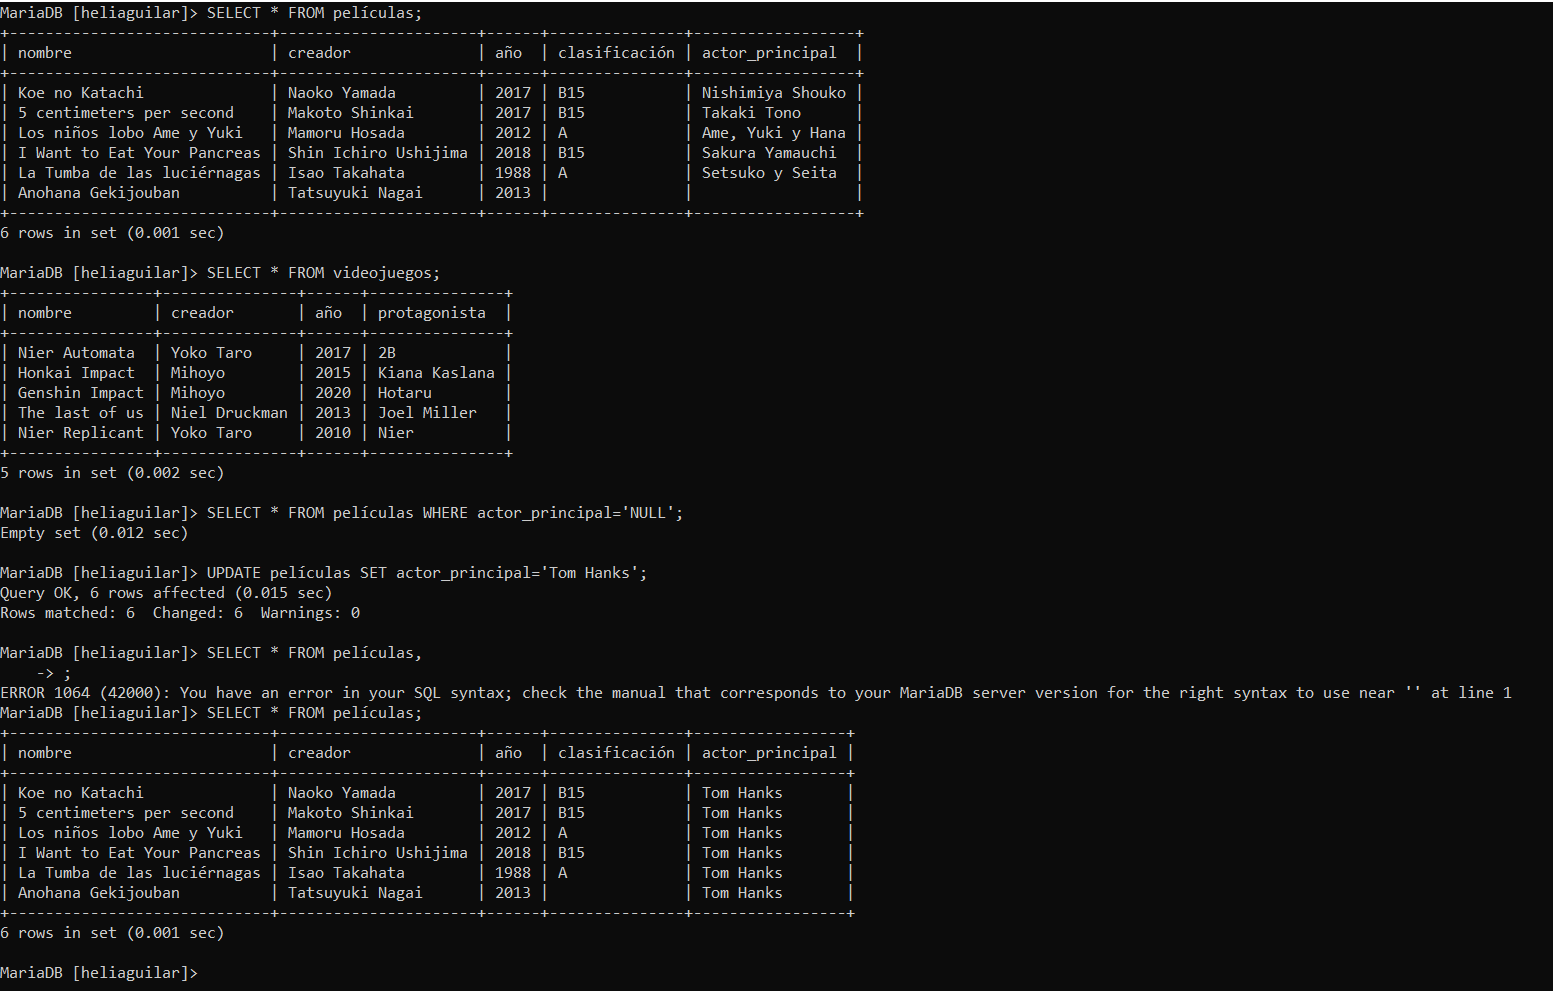 MariaDB [heliaguilar]> SELECT * FROM películas;
+-----------------------------+----------------------+------+---------------+------------------+
| nombre                      | creador              | año  | clasificación | actor_principal  |
+-----------------------------+----------------------+------+---------------+------------------+
| Koe no Katachi              | Naoko Yamada         | 2017 | B15           | Nishimiya Shouko |
| 5 centimeters per second    | Makoto Shinkai       | 2017 | B15           | Takaki Tono      |
| Los niños lobo Ame y Yuki   | Mamoru Hosada        | 2012 | A             | Ame, Yuki y Hana |
| I Want to Eat Your Pancreas | Shin Ichiro Ushijima | 2018 | B15           | Sakura Yamauchi  |
| La Tumba de las luciérnagas | Isao Takahata        | 1988 | A             | Setsuko y Seita  |
| Anohana Gekijouban          | Tatsuyuki Nagai      | 2013 |               |                  |
+-----------------------------+----------------------+------+---------------+------------------+
6 rows in set (0.001 sec)
MariaDB [heliaguilar]> SELECT * FROM videojuegos;
+----------------+---------------+------+---------------+
| nombre         | creador       | año  | protagonista  |
+----------------+---------------+------+---------------+
| Nier Automata  | Yoko Taro     | 2017 | 2B            |
| Honkai Impact  | Mihoyo        | 2015 | Kiana Kaslana |
| Genshin Impact | Mihoyo        | 2020 | Hotaru        |
| The last of us | Niel Druckman | 2013 | Joel Miller   |
| Nier Replicant | Yoko Taro     | 2010 | Nier          |
+----------------+---------------+------+---------------+
5 rows in set (0.002 sec)
MariaDB [heliaguilar]> SELECT * FROM películas WHERE actor_principal='NULL';
Empty set (0.012 sec)
MariaDB [heliaguilar]> UPDATE películas SET actor_principal='Tom Hanks';
Query OK, 6 rows affected (0.015 sec)
Rows matched: 6  Changed: 6  Warnings: 0
MariaDB [heliaguilar]> SELECT * FROM películas,
    -> ;
ERROR 1064 (42000): You have an error in your SQL syntax; check the manual that corresponds to your MariaDB server version for the right syntax to use near '' at line 1
MariaDB [heliaguilar]> SELECT * FROM películas;
+-----------------------------+----------------------+------+---------------+-----------------+
| nombre                      | creador              | año  | clasificación | actor_principal |
+-----------------------------+----------------------+------+---------------+-----------------+
| Koe no Katachi              | Naoko Yamada         | 2017 | B15           | Tom Hanks       |
| 5 centimeters per second    | Makoto Shinkai       | 2017 | B15           | Tom Hanks       |
| Los niños lobo Ame y Yuki   | Mamoru Hosada        | 2012 | A             | Tom Hanks       |
| I Want to Eat Your Pancreas | Shin Ichiro Ushijima | 2018 | B15           | Tom Hanks       |
| La Tumba de las luciérnagas | Isao Takahata        | 1988 | A             | Tom Hanks       |
| Anohana Gekijouban          | Tatsuyuki Nagai      | 2013 |               | Tom Hanks       |
+-----------------------------+----------------------+------+---------------+-----------------+
6 rows in set (0.001 sec)
MariaDB [heliaguilar]>